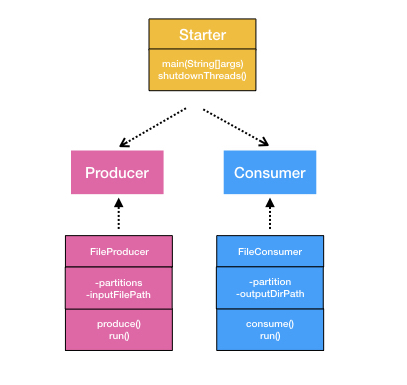 Starter
main(String[]args)
shutdownThreads()
Producer
Consumer
FileProducer
-partitions
-inputFilePath
produce()
run()
FileConsumer
-partition
-outputDirPath
consume()
run()